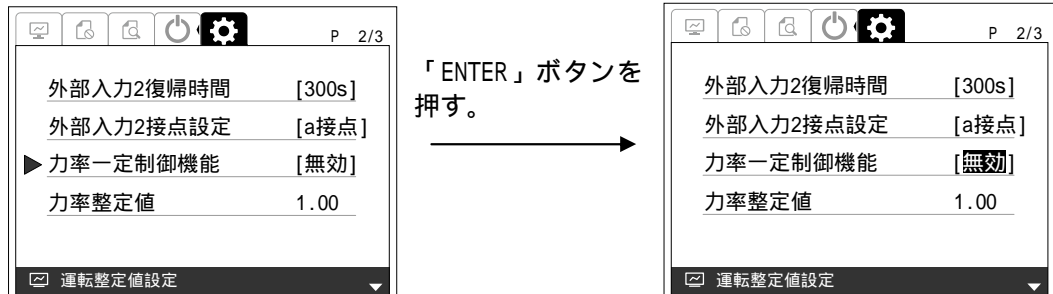 P 2/3
外部入力2復帰時間 [300s]
外部入力2接点設定 [a接点]
力率一定制御機能 [無効]
力率整定値 1.00
運転整定値設定
「ENTER」ボタンを
押す。
P 2/3
外部入力2復帰時間 [300s]
外部入力2接点設定 [a接点]
力率一定制御機能 [無効]
力率整定値 1.00
運転整定値設定